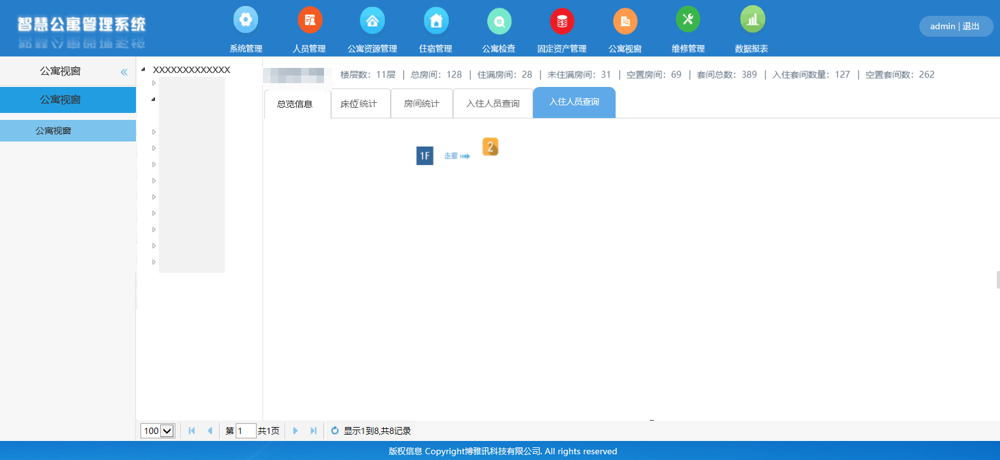 智慧公寓管理系统
系统管理 人员管理 公寓资源管理 住宿管理 公寓检查 固定资产管理 公寓视窗 维修管理 数据报表
admin | 退出
公寓视窗
公寓视窗
公寓视窗
XXXXXXXXXXXXX
楼层数：11层 | 总房间：128 | 住满房间：28 | 未住满房间：31 | 空置房间：69 | 套间总数：389 | 入住套间数量：127 | 空置套间数：262
总览信息 床位统计 房间统计 入住人员查询 入住人员查询
1F 走廊 2
100 第 1 共1页 显示1到8,共8记录
版权信息 Copyright博雅讯科技有限公司. All rights reserved